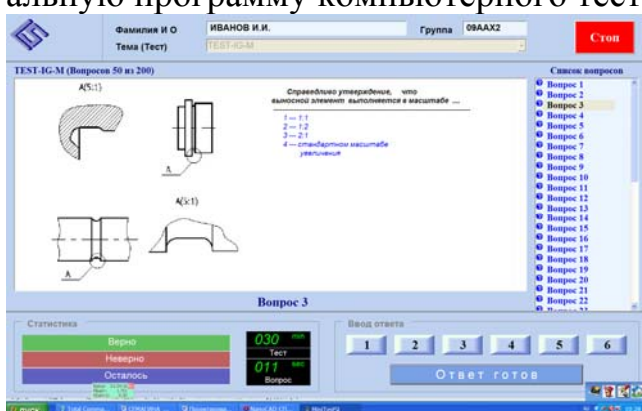 альную программу компьютерного тест
Фамилия И О
ИВАНОВ И.И.
Группа
09ААХ2
Тема (Тест)
TEST-IG-M
Стоп
TEST-IG-M (Вопросов 50 из 200)
Список вопросов
А(5:1)
А
А(5:1)
А
Справедливо утверждение, что
выносной элемент выполняется в масштабе ...
1 — 1:1
2 — 1:2
3 — 2:1
4 — стандартном масштабе
увеличения
Вопрос 1
Вопрос 2
Вопрос 3
Вопрос 4
Вопрос 5
Вопрос 6
Вопрос 7
Вопрос 8
Вопрос 9
Вопрос 10
Вопрос 11
Вопрос 12
Вопрос 13
Вопрос 14
Вопрос 15
Вопрос 16
Вопрос 17
Вопрос 18
Вопрос 19
Вопрос 20
Вопрос 21
Вопрос 22
Вопрос 3
Статистика
Верно
Неверно
Осталось
030 min
Тест
011 sec
Вопрос
Ввод ответа
1 2 3 4 5 6
Ответ готов